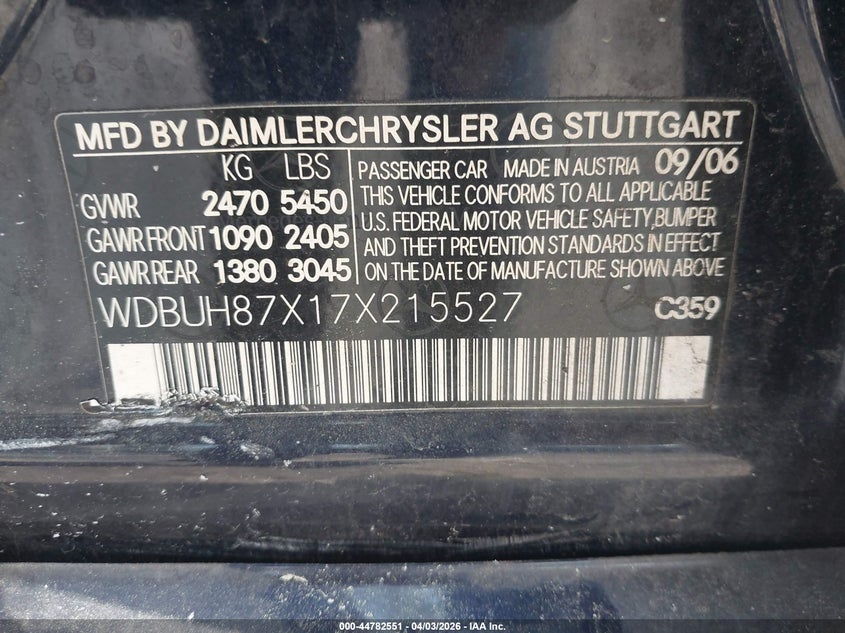 MFD BY DAIMLERCHRYSLER AG STUTTGART
KG LBS
GVWR 2470 5450
GAWR FRONT 1090 2405
GAWR REAR 1380 3045
PASSENGER CAR MADE IN AUSTRIA 09/06
THIS VEHICLE CONFORMS TO ALL APPLICABLE
U.S. FEDERAL MOTOR VEHICLE SAFETY, BUMPER
AND THEFT PREVENTION STANDARDS IN EFFECT
ON THE DATE OF MANUFACTURE SHOWN ABOVE
WDBUH87X17X215527 C359
000-44782551 - 04/03/2026 - IAA Inc.